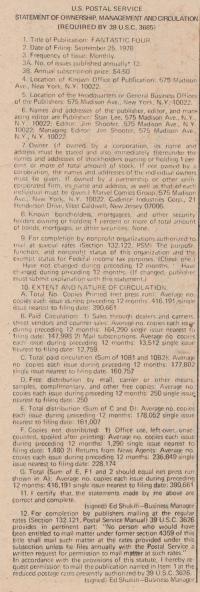 U.S. POSTAL SERVICE
STATEMENT OF OWNERSHIP, MANAGEMENT AND CIRCULATION
(REQUIRED BY 39 U.S.C. 3685)
1. Title of Publication: FANTASTIC FOUR
2. Date of Filing: September 25, 1978
3. Frequency of Issue: Monthly.
3A. No. of issues published annually? 12.
3B. Annual subscription price: $4.50
4. Location of Known Office of Publication: 575 Madison
Ave., New York, N.Y. 10022.
5. Location of the Headquarters or General Business Offices
of the Publishers: 575 Madison Ave., New York, N.Y. 10022.
6. Names and addresses of the publisher, editor, and man-
aging editor are Publisher: Stan Lee, 575 Madison Ave., N.Y.,
N.Y. 10022; Editor: Jim Shooter, 575 Madison Ave., N.Y.
10022; Managing Editor: Jim Shooter, 575 Madison Ave.,
N.Y., N.Y. 10022.
7. Owner (if owned by a corporation, its name and
address must be stated and also immediately thereunder the
names and addresses of stockholders owning or holding 1 per-
cent or more of total amount of stock. If not owned by a
corporation, the names and addresses of the individual owners
must be given. If owned by a partnership or other unin-
corporated firm, its name and address, as well as that of each
individual must be given.) Marvel Comics Group, 575 Madison
Ave., New York, N.Y. 10022. Cadence Industries Corp., 21
Henderson Drive, West Caldwell, New Jersey 07006.
8. Known bondholders, mortgagees, and other security
holders owning or holding 1 percent or more of total amount
of bonds, mortgages, or other securities: None.
9. For completion by nonprofit organizations authorized to
mail at special rates (Section 132.122, PSM) The purpose,
function, and nonprofit status of this organization and the
exempt status for Federal income tax purposes. (Check one)
Have not changed during preceding 12 months. Have
changed during preceding 12 months. (If changed, publisher
must submit explanation with this statement.)
10. EXTENT AND NATURE OF CIRCULATION.
A. Total No. Copies Printed (net press run): Average no.
copies each issue during preceding 12 months: 416,191 single
issue nearest to filing date: 390,661
B. Paid Circulation: 1) Sales through dealers and carriers,
street vendors and counter sales: Average no. copies each issue
during preceding 12 months: 164,290 single issue nearest to
filing date: 147,998 2) Mail subscriptions: Average no. copies
each issue during preceding 12 months: 13,512 single issue
nearest to filing date: 12,759
C. Total paid circulation (Sum of 10B1 and 10B2): Average
no. copies each issue during preceding 12 months: 177,802
single issue nearest to filing date: 160,757
D. Free distribution by mail, carrier or other means,
samples, complimentary, and other free copies: Average no.
copies each issue during preceding 12 months: 250 single issue
nearest to filing date: 250
E. Total distribution (Sum of C and D): Average no. copies
each issue during preceding 12 months: 178,052 single issue
nearest to filing date: 161,007
F. Copies not distributed: 1) Office use, left-over, unac-
counted, spoiled after printing: Average no. copies each issue
during preceding 12 months: 1,290 single issue nearest to
filing date: 1,480 2) Returns from News Agents: Average no.
copies each issue during preceding 12 months: 236,849 single
issue nearest to filing date: 228,174
G. Total (Sum of E, F1 and 2 should equal net press run
shown in A): Average no. copies each issue during preceding
12 months: 416,191 single issue nearest to filing date: 390,661
11. I certify that the statements made by me above are
correct and complete.
(signed) Ed Shukin—Business Manager
12. For completion by publishers mailing at the regular
rates (Section 132.121, Postal Service Manual) 39 U.S.C. 3626
provides in pertinent part: "No person who would have
been entitled to mail matter under former section 4359 of this
title shall mail such matter at the rates provided under this
subsection unless he files annually with the Postal Service a
written request for permission to mail matter at such rates."
In accordance with the provisions of this statute, I hereby re-
quest permission to mail the publication named in Item 1 at the
reduced postage rates presently authorized by 39 U.S.C. 3626.
(signed) Ed Shukin—Business Manager